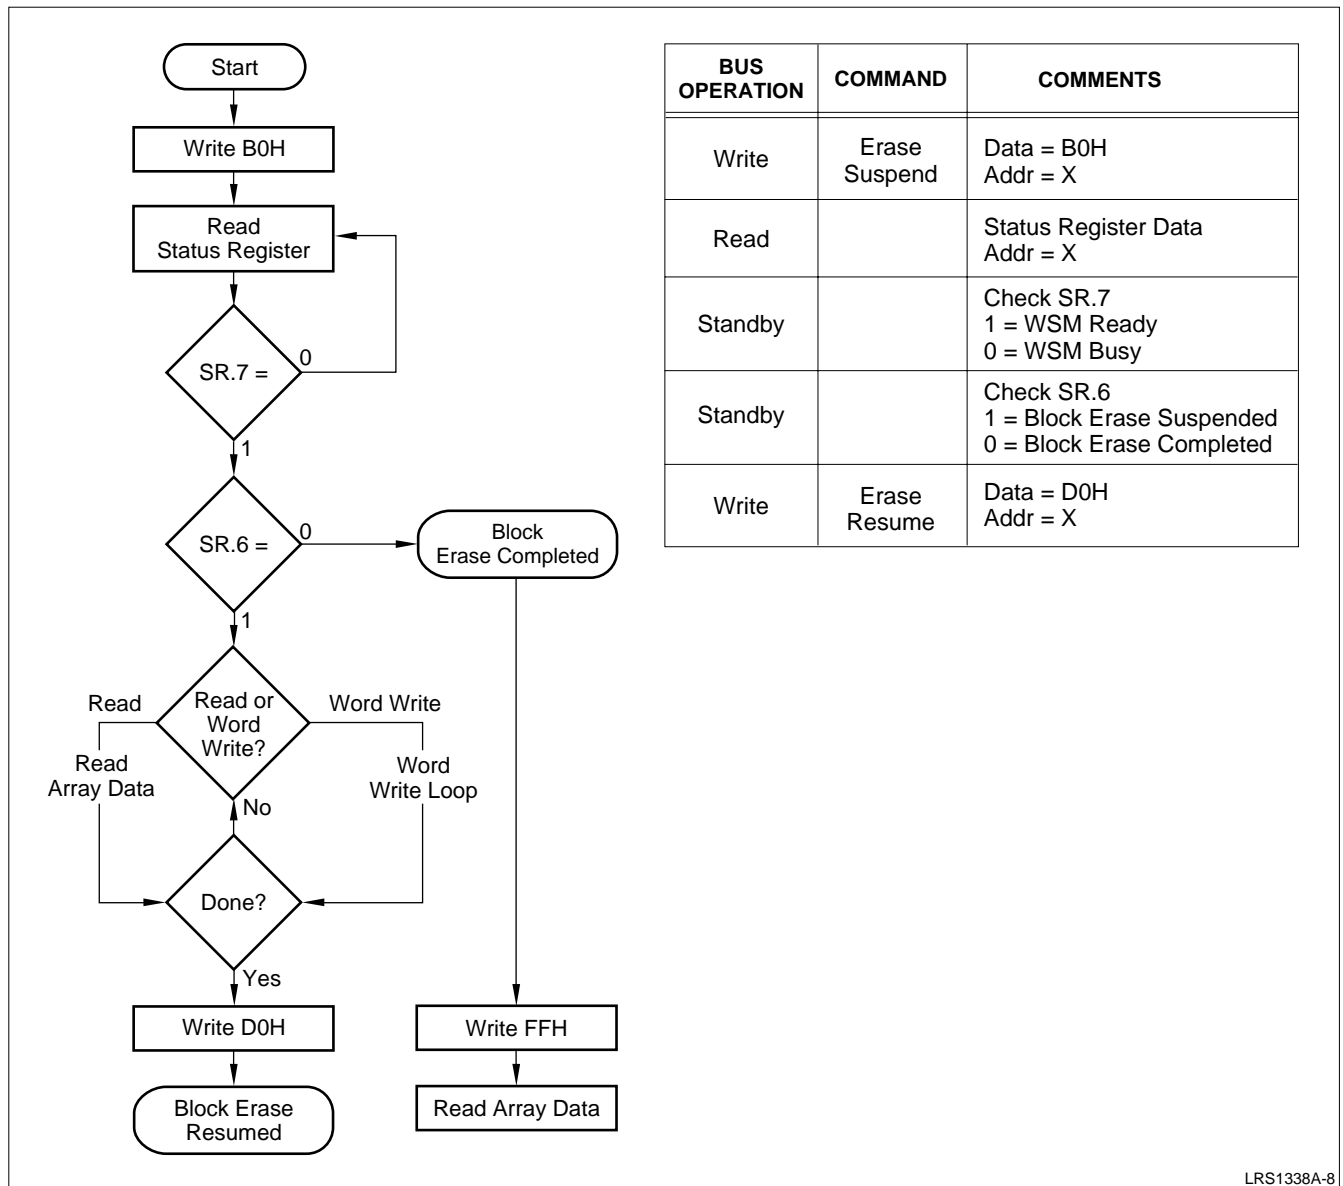 Start
Write B0H
Read
Status Register
SR.7 =
0
1
SR.6 =
0
Block
Erase Completed
1
Read or
Word
Write?
Read
Word Write
Read
Array Data
Word
Write Loop
No
Done?
Yes
Write D0H
Write FFH
Block Erase
Resumed
Read Array Data
BUS
OPERATION
COMMAND
COMMENTS
Write
Erase
Suspend
Data = B0H
Addr = X
Read
Status Register Data
Addr = X
Standby
Check SR.7
1 = WSM Ready
0 = WSM Busy
Standby
Check SR.6
1 = Block Erase Suspended
0 = Block Erase Completed
Write
Erase
Resume
Data = D0H
Addr = X
LRS1338A-8